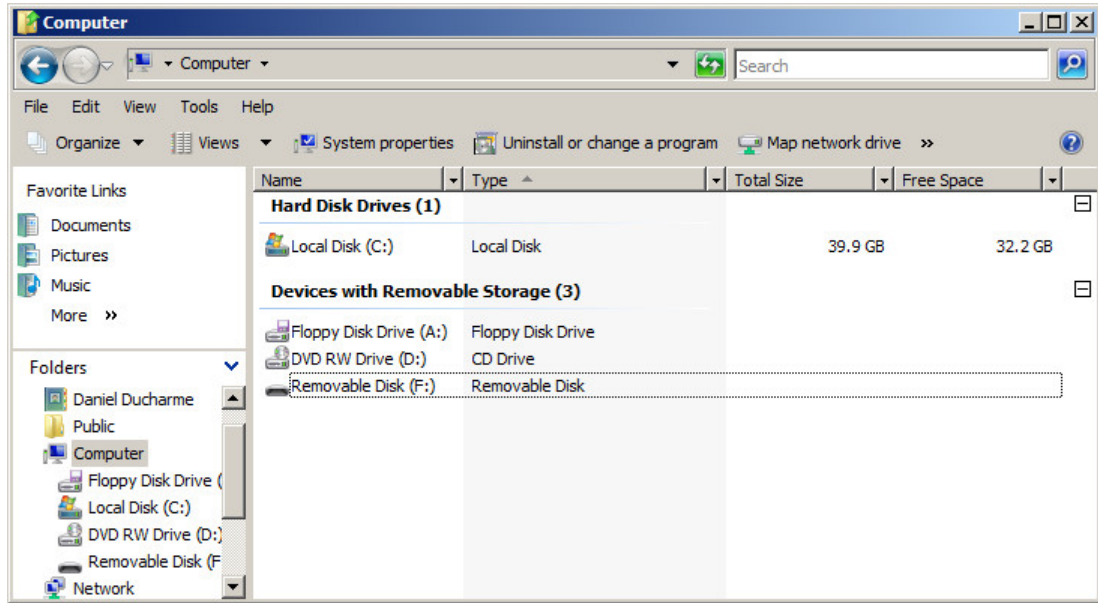 Computer
Computer
Search
File Edit View Tools Help
Organize Views System properties Uninstall or change a program Map network drive »
Favorite Links
Documents
Pictures
Music
More »
Folders
Daniel Ducharme
Public
Computer
Floppy Disk Drive (
Local Disk (C:)
DVD RW Drive (D:)
Removable Disk (F
Network
Name Type Total Size Free Space
Hard Disk Drives (1)
Local Disk (C:) Local Disk 39.9 GB 32.2 GB
Devices with Removable Storage (3)
Floppy Disk Drive (A:) Floppy Disk Drive
DVD RW Drive (D:) CD Drive
Removable Disk (F:) Removable Disk